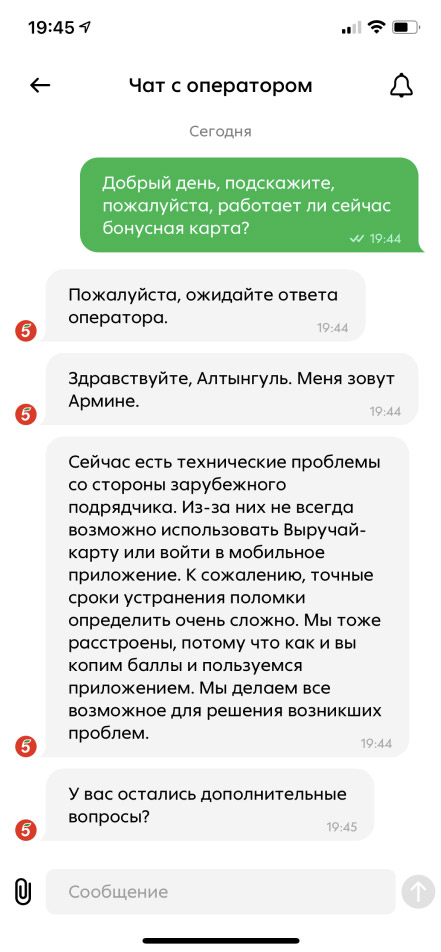 19:45
Чат с оператором
Сегодня
Добрый день, подскажите,
пожалуйста, работает ли сейчас
бонусная карта?
19:44
Пожалуйста, ожидайте ответа
оператора.
19:44
5
Здравствуйте, Алтынгуль. Меня зовут
Армине.
19:44
5
Сейчас есть технические проблемы
со стороны зарубежного
подрядчика. Из-за них не всегда
возможно использовать Выручай-
карту или войти в мобильное
приложение. К сожалению, точные
сроки устранения поломки
определить очень сложно. Мы тоже
расстроены, потому что как и вы
копим баллы и пользуемся
приложением. Мы делаем все
возможное для решения возникших
проблем.
19:44
5
У вас остались дополнительные
вопросы?
19:45
5
Сообщение